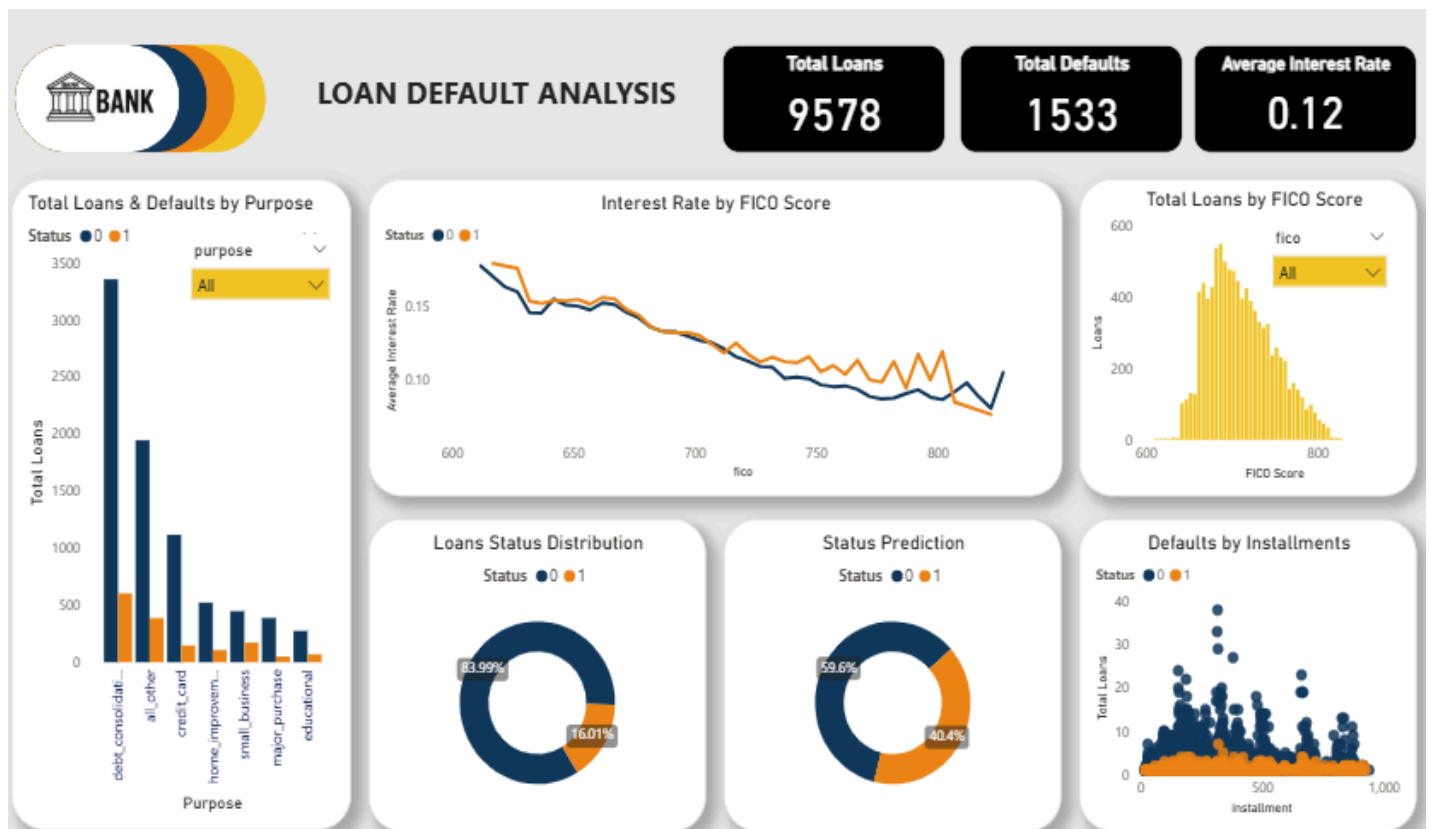 BANK
LOAN DEFAULT ANALYSIS
Total Loans
9578
Total Defaults
1533
Average Interest Rate
0.12
Total Loans & Defaults by Purpose
Status 0 1
purpose
All
3500
3000
2500
2000
1500
1000
500
0
Total Loans
debt_consolidati...
all_other
credit_card
home_improvem...
small_business
major_purchase
educational
Purpose
Interest Rate by FICO Score
Status 0 1
Average Interest Rate
0.15
0.10
600 650 700 750 800
fico
Total Loans by FICO Score
fico
All
600
400
200
0
Loans
600 800
FICO Score
Loans Status Distribution
Status 0 1
83.99%
16.01%
Status Prediction
Status 0 1
59.6%
40.4%
Defaults by Installments
Status 0 1
40
30
20
10
0
Total Loans
0 500 1,000
installment